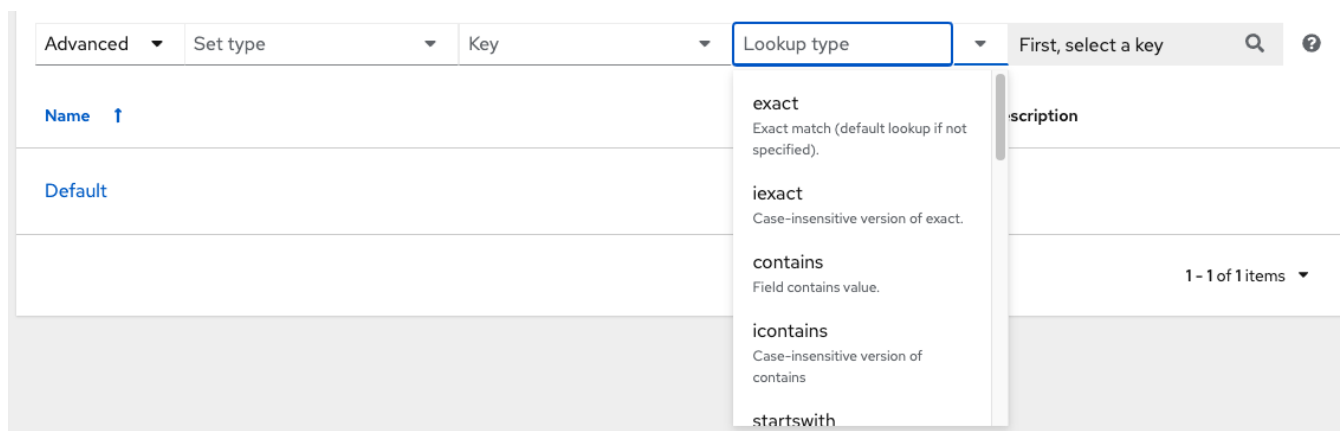 Advanced Set type Key Lookup type First, select a key
Name
Default
exact
Exact match (default lookup if not
specified).
iexact
Case-insensitive version of exact.
contains
Field contains value.
icontains
Case-insensitive version of
contains
startswith
scription
1 - 1 of 1 items